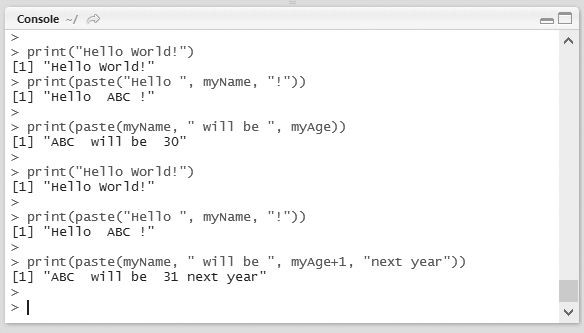 Console ~/
>
> print("Hello World!")
[1] "Hello World!"
> print(paste("Hello ", myName, "!"))
[1] "Hello  ABC !"
>
> print(paste(myName, " will be ", myAge))
[1] "ABC  will be  30"
>
> print("Hello World!")
[1] "Hello World!"
>
> print(paste("Hello ", myName, "!"))
[1] "Hello  ABC !"
>
> print(paste(myName, " will be ", myAge+1, "next year"))
[1] "ABC  will be  31 next year"
>
>